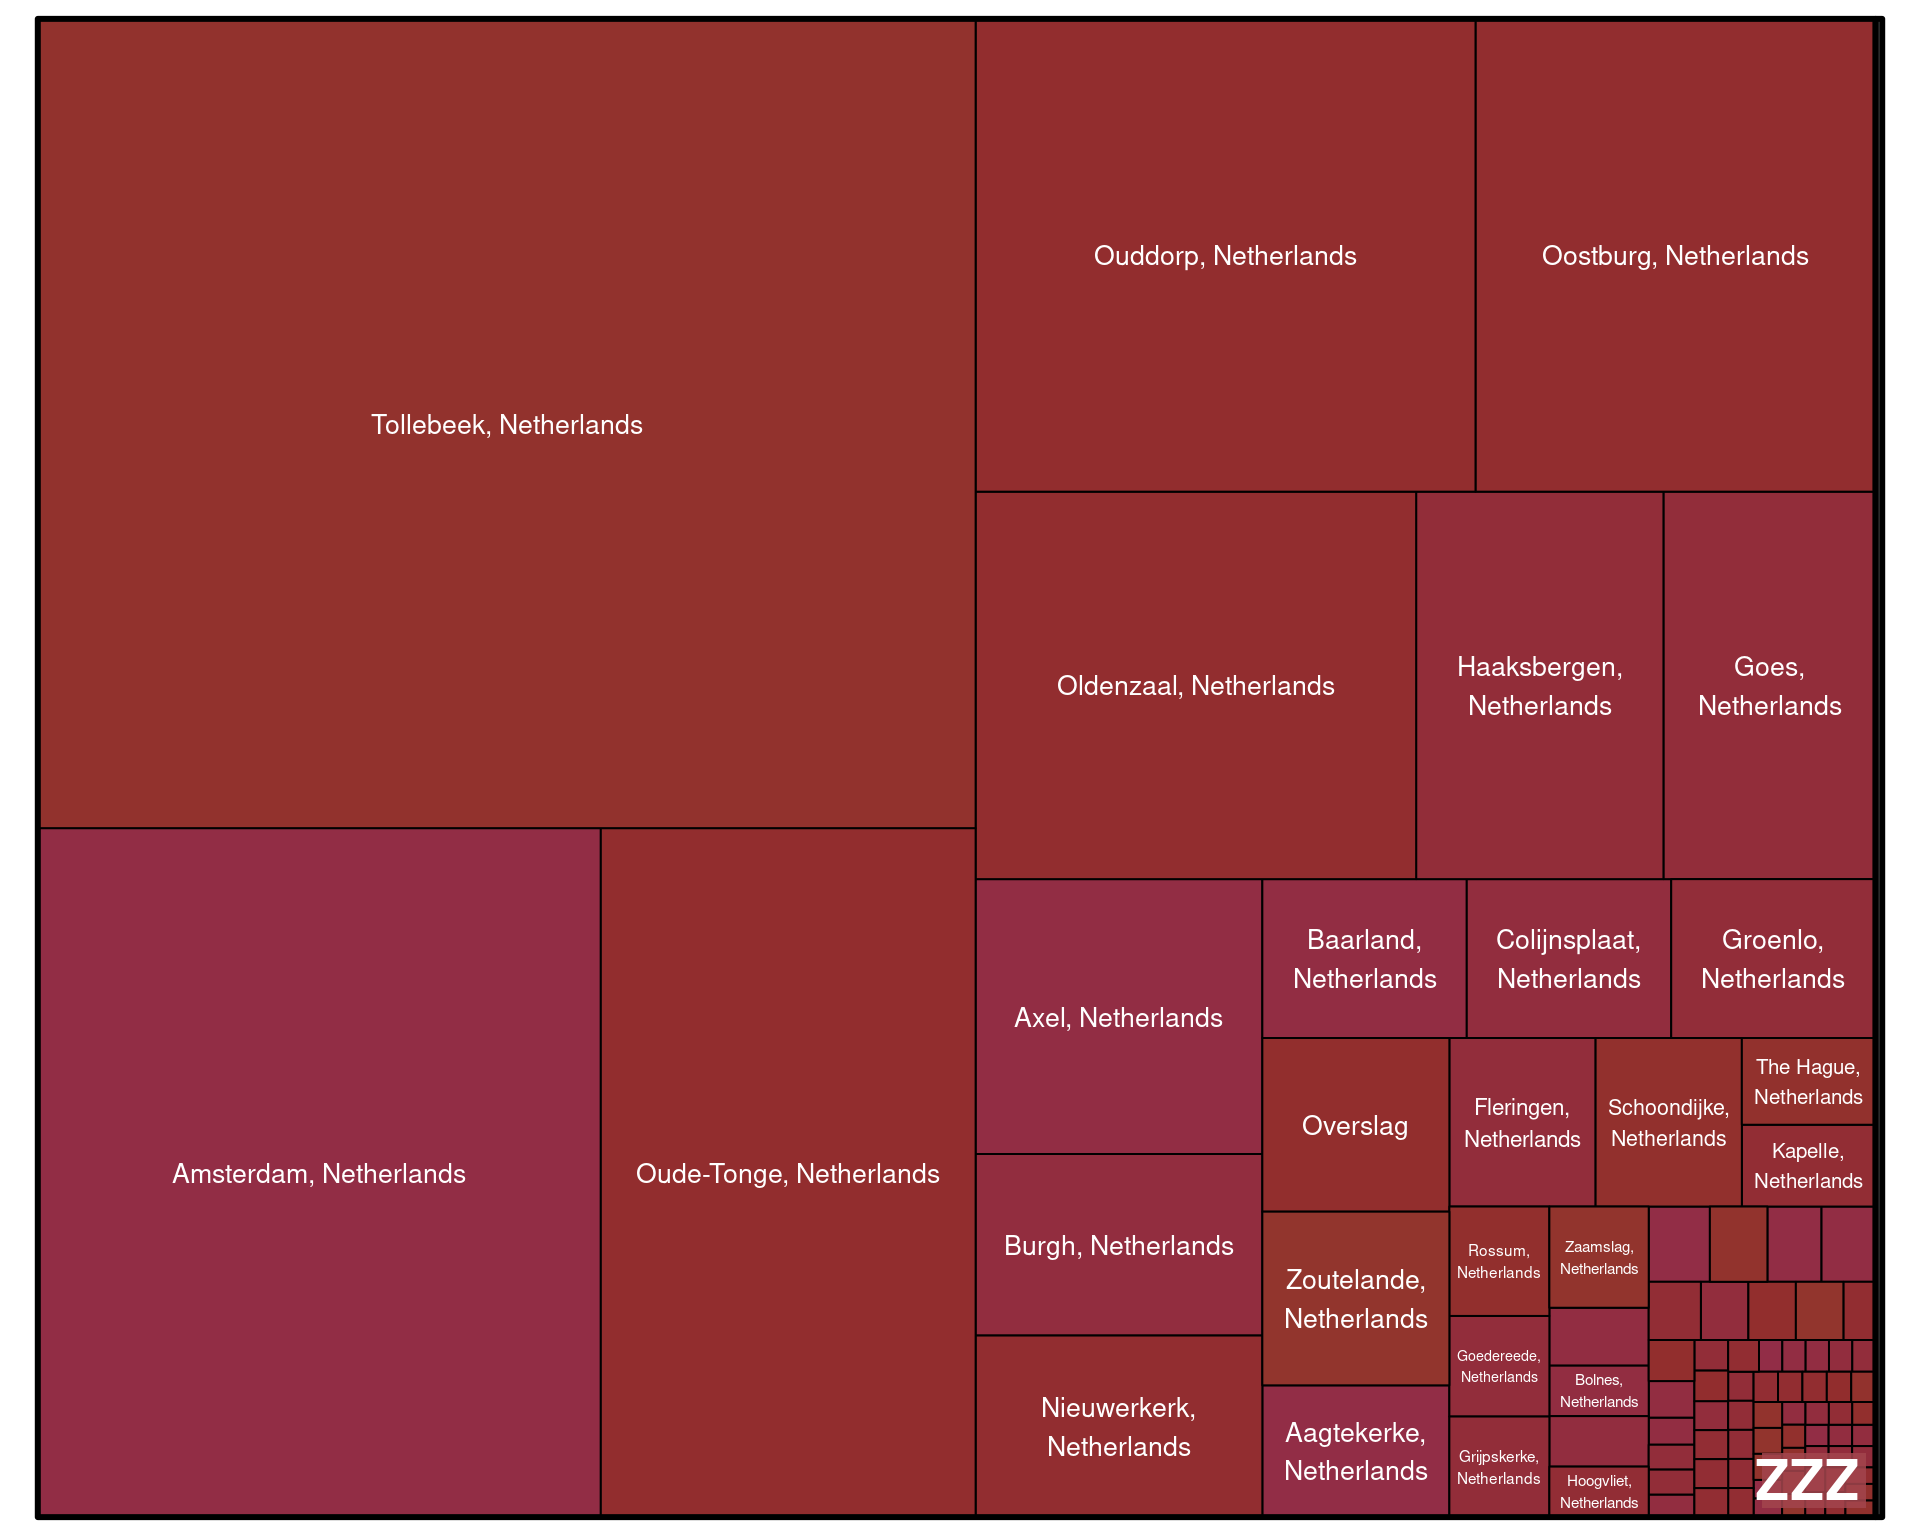 Tollebeek, Netherlands
Ouddorp, Netherlands
Oostburg, Netherlands
Oldenzaal, Netherlands
Haaksbergen,
Netherlands
Goes,
Netherlands
Amsterdam, Netherlands
Oude-Tonge, Netherlands
Axel, Netherlands
Burgh, Netherlands
Nieuwerkerk,
Netherlands
Baarland,
Netherlands
Colijnsplaat,
Netherlands
Groenlo,
Netherlands
Overslag
Zoutelande,
Netherlands
Aagtekerke,
Netherlands
Fleringen,
Netherlands
Schoondijke,
Netherlands
The Hague,
Netherlands
Kapelle,
Netherlands
Rossum,
Netherlands
Goedereede,
Netherlands
Grijpskerke,
Netherlands
Zaamslag,
Netherlands
Bolnes,
Netherlands
Hoogvliet,
Netherlands
ZZZ